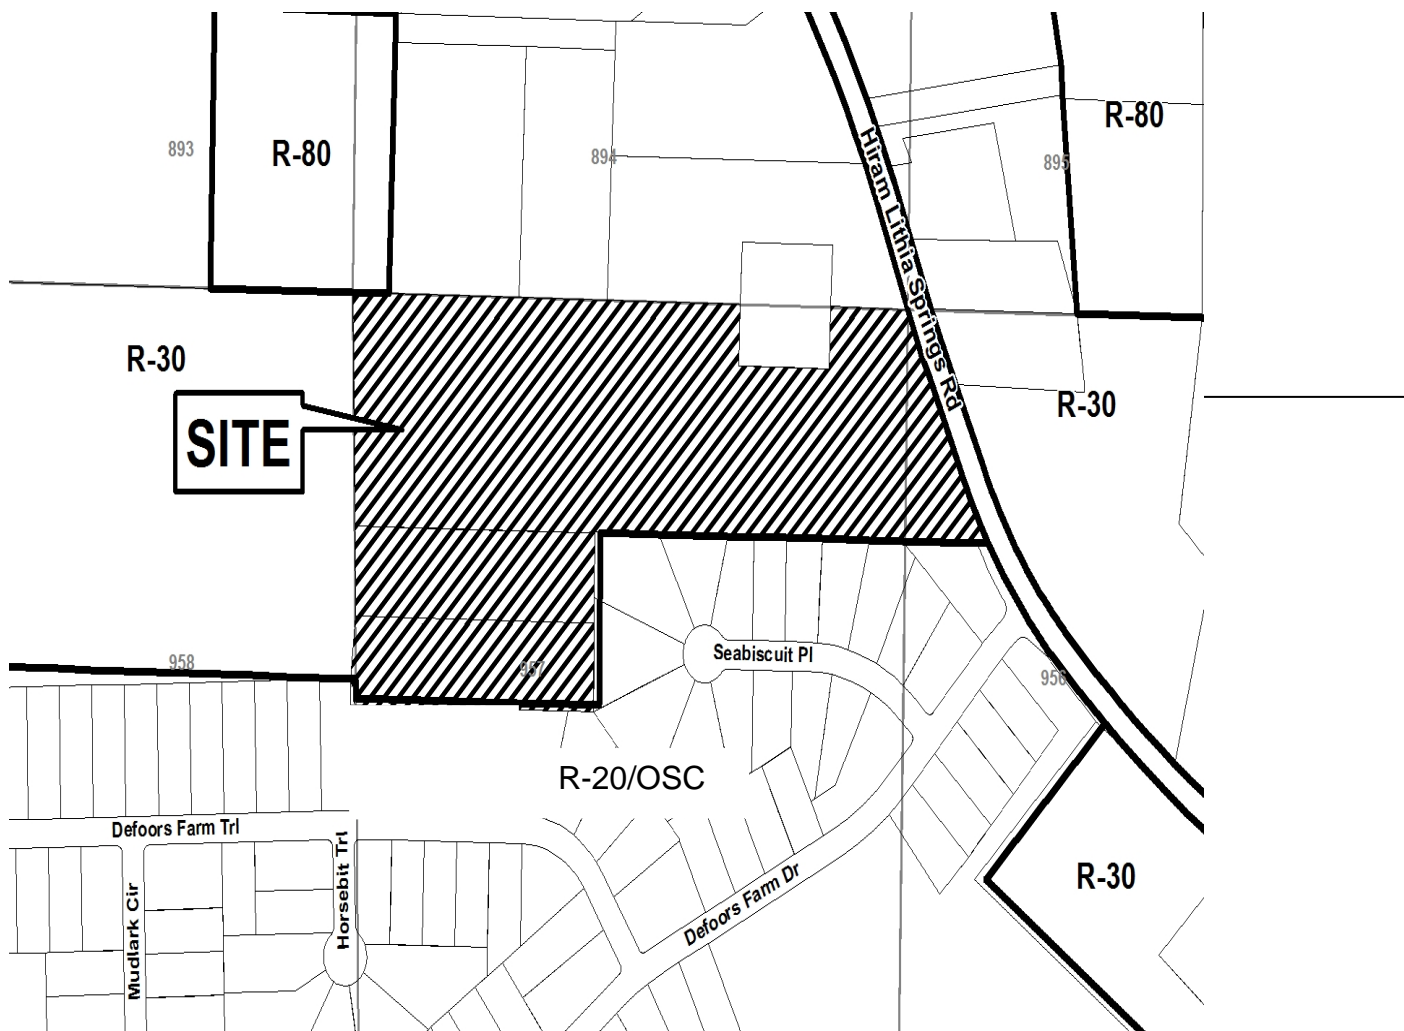 R-80
893
R-80
894
895
Hiram Lithia Springs Rd
R-30
R-30
SITE
958
957
956
Seabiscuit Pl
R-20/OSC
Defoors Farm Trl
Horsebit Trl
R-30
Mudlark Cir
Defoors Farm Dr